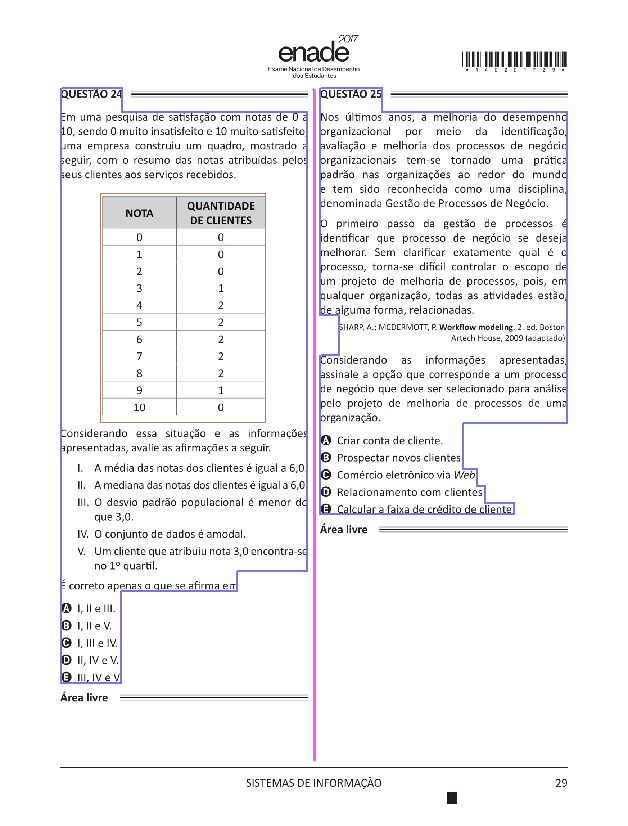 2017
enade
Exame Nacional de Desempenho
dos Estudantes
QUESTÃO 24
Em uma pesquisa de satisfação com notas de 0 a
10, sendo 0 muito insatisfeito e 10 muito satisfeito,
uma empresa construiu um quadro, mostrado a
seguir, com o resumo das notas atribuídas pelos
seus clientes aos serviços recebidos.
NOTA QUANTIDADE DE CLIENTES
0 0
1 0
2 0
3 1
4 2
5 2
6 2
7 2
8 2
9 1
10 0
Considerando essa situação e as informações
apresentadas, avalie as afirmações a seguir.
I. A média das notas dos clientes é igual a 6,0.
II. A mediana das notas dos clientes é igual a 6,0.
III. O desvio padrão populacional é menor do
que 3,0.
IV. O conjunto de dados é amodal.
V. Um cliente que atribuiu nota 3,0 encontra-se
no 1º quartil.
É correto apenas o que se afirma em
A I, II e III.
B I, II e V.
C I, III e IV.
D II, IV e V.
E III, IV e V.
Área livre
QUESTÃO 25
Nos últimos anos, a melhoria do desempenho
organizacional por meio da identificação,
avaliação e melhoria dos processos de negócio
organizacionais tem-se tornado uma prática
padrão nas organizações ao redor do mundo
e tem sido reconhecida como uma disciplina,
denominada Gestão de Processos de Negócio.
O primeiro passo da gestão de processos é
identificar que processo de negócio se deseja
melhorar. Sem clarificar exatamente qual é o
processo, torna-se difícil controlar o escopo de
um projeto de melhoria de processos, pois, em
qualquer organização, todas as atividades estão,
de alguma forma, relacionadas.
SHARP, A.; MCDERMOTT, P. Workflow modeling. 2. ed. Boston:
Artech House, 2009 (adaptado).
Considerando as informações apresentadas,
assinale a opção que corresponde a um processo
de negócio que deve ser selecionado para análise
pelo projeto de melhoria de processos de uma
organização.
A Criar conta de cliente.
B Prospectar novos clientes.
C Comércio eletrônico via Web.
D Relacionamento com clientes.
E Calcular a faixa de crédito de cliente.
Área livre
SISTEMAS DE INFORMAÇÃO
29